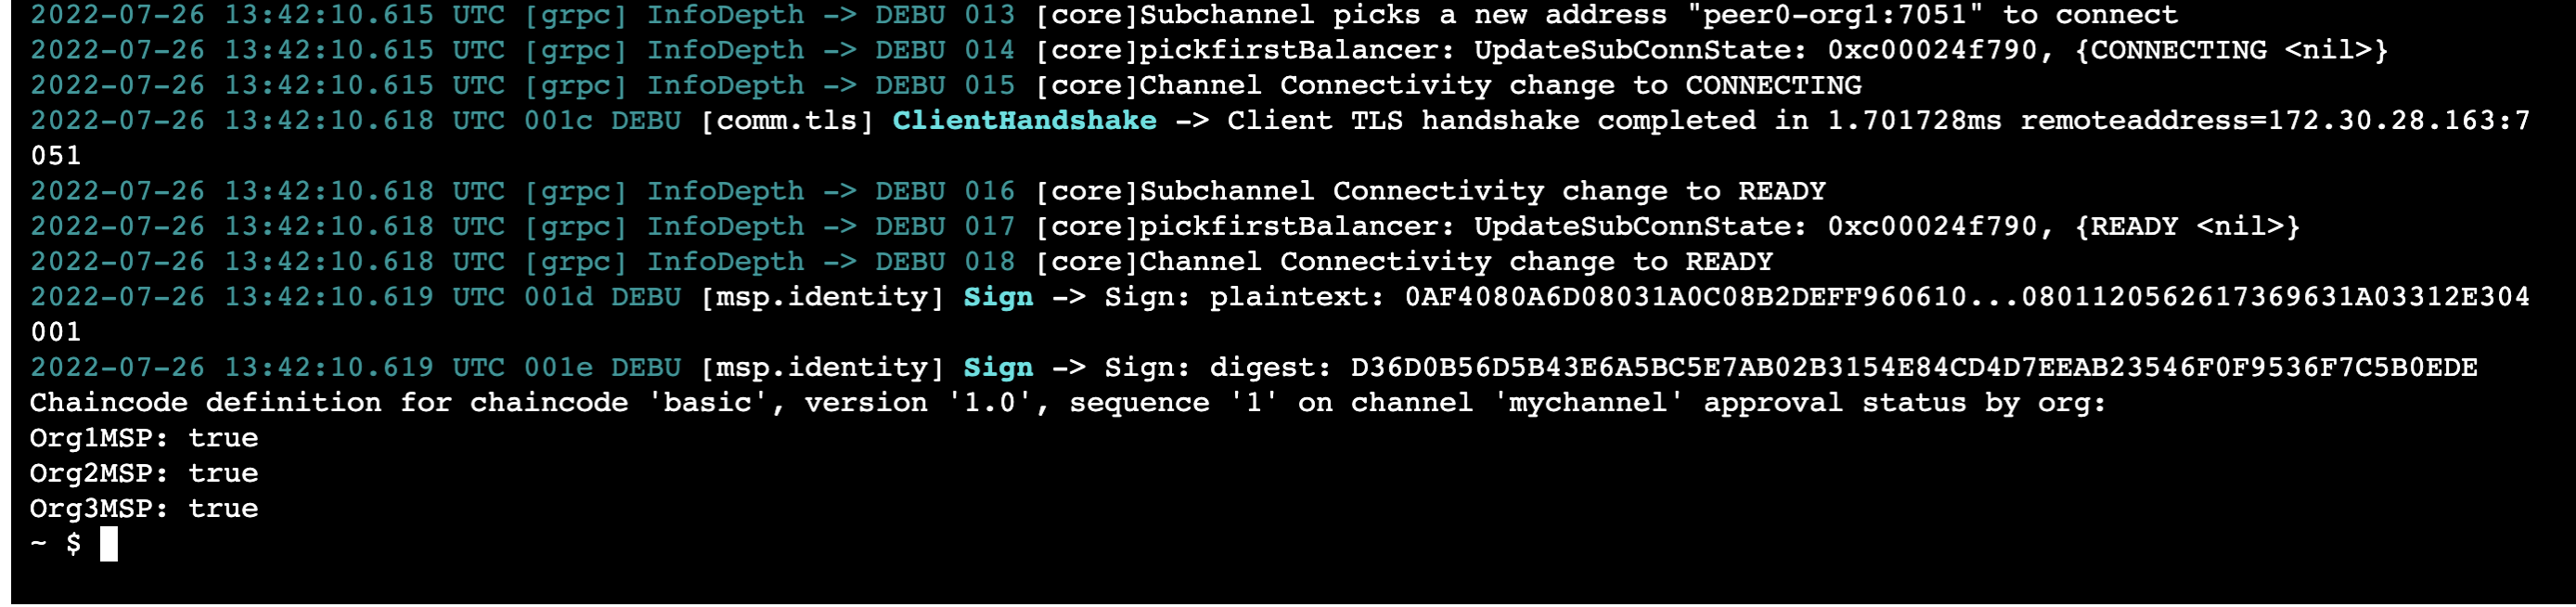 2022-07-26 13:42:10.615 UTC [grpc] InfoDepth -> DEBU 013 [core]Subchannel picks a new address "peer0-org1:7051" to connect
2022-07-26 13:42:10.615 UTC [grpc] InfoDepth -> DEBU 014 [core]pickfirstBalancer: UpdateSubConnState: 0xc00024f790, {CONNECTING <nil>}
2022-07-26 13:42:10.615 UTC [grpc] InfoDepth -> DEBU 015 [core]Channel Connectivity change to CONNECTING
2022-07-26 13:42:10.618 UTC 001c DEBU [comm.tls] ClientHandshake -> Client TLS handshake completed in 1.701728ms remoteaddress=172.30.28.163:7
051
2022-07-26 13:42:10.618 UTC [grpc] InfoDepth -> DEBU 016 [core]Subchannel Connectivity change to READY
2022-07-26 13:42:10.618 UTC [grpc] InfoDepth -> DEBU 017 [core]pickfirstBalancer: UpdateSubConnState: 0xc00024f790, {READY <nil>}
2022-07-26 13:42:10.618 UTC [grpc] InfoDepth -> DEBU 018 [core]Channel Connectivity change to READY
2022-07-26 13:42:10.619 UTC 001d DEBU [msp.identity] Sign -> Sign: plaintext: 0AF4080A6D08031A0C08B2DEFF960610...0801120562617369631A03312E304
001
2022-07-26 13:42:10.619 UTC 001e DEBU [msp.identity] Sign -> Sign: digest: D36D0B56D5B43E6A5BC5E7AB02B3154E84CD4D7EEAB23546F0F9536F7C5B0EDE
Chaincode definition for chaincode 'basic', version '1.0', sequence '1' on channel 'mychannel' approval status by org:
Org1MSP: true
Org2MSP: true
Org3MSP: true
~ $